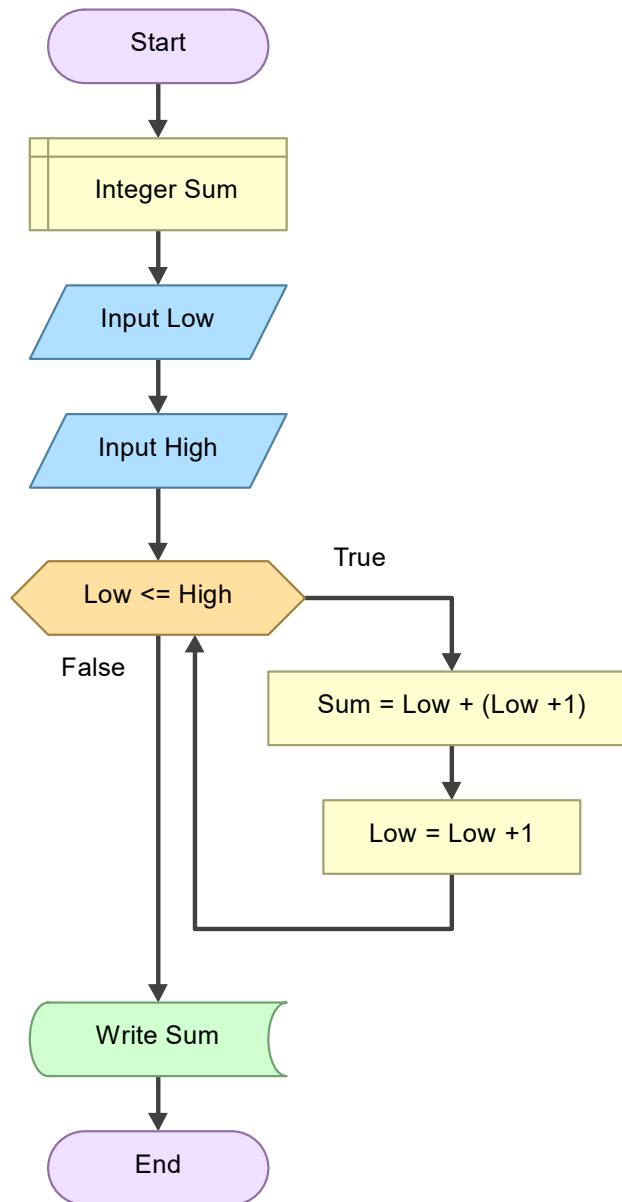 Start
Integer Sum
Input Low
Input High
Low <= High
True
False
Sum = Low + (Low +1)
Low = Low +1
Write Sum
End